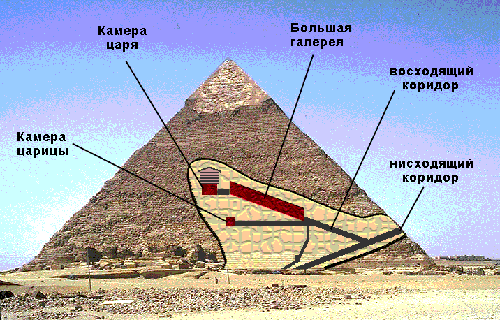 Камера
царя
Большая
галерея
восходящий
коридор
Камера
царицы
нисходящий
коридор